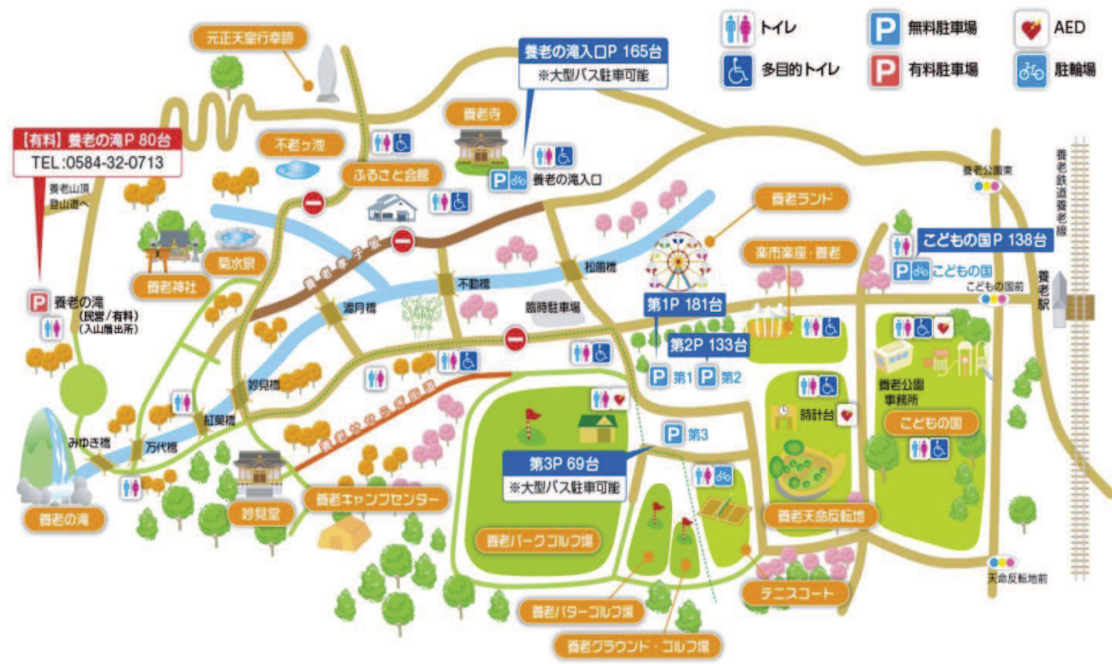 トイレ
多目的トイレ
P 無料駐車場
P 有料駐車場
AED
駐輪場
元正天皇行幸跡
養老の滝入口P 165台
※大型バス駐車可能
養老寺
【有料】養老の滝P 80台
TEL:0584-32-0713
不老ヶ池
ふるさと会館
P
養老の滝入口
養老山頂
登山道へ
養老公園東
養老鉄道養老線
養老ランド
楽市楽座・養老
こどもの国P 138台
P
こどもの国
こどもの国前
養老駅
菊水泉
養老神社
養老孝子坂
松風橋
不動橋
渡月橋
臨時駐車場
P
養老の滝
(民営/有料)
(入山届出所)
第1P 181台
第2P 133台
P 第1
P 第2
養老公園
事務所
こどもの国
時計台
妙見橋
紅葉橋
万代橋
みゆき橋
養老の滝
妙見堂
養老キャンプセンター
P 第3
第3P 69台
※大型バス駐車可能
養老天命反転地
養老パークゴルフ場
天命反転地前
テニスコート
養老パターゴルフ場
養老グラウンド・ゴルフ場